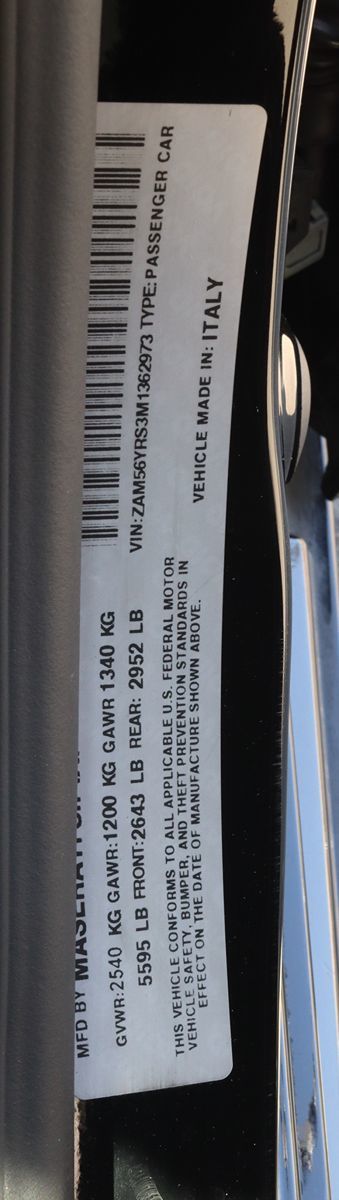 MFD BY MASERATI S.P.A.
GVWR:2540 KG GAWR:1200 KG GAWR 1340 KG
5595 LB FRONT:2643 LB REAR: 2952 LB
VIN:ZAM56YRS3M1362973 TYPE:PASSENGER CAR
THIS VEHICLE CONFORMS TO ALL APPLICABLE U.S. FEDERAL MOTOR
VEHICLE SAFETY, BUMPER, AND THEFT PREVENTION STANDARDS IN
EFFECT ON THE DATE OF MANUFACTURE SHOWN ABOVE.
VEHICLE MADE IN: ITALY